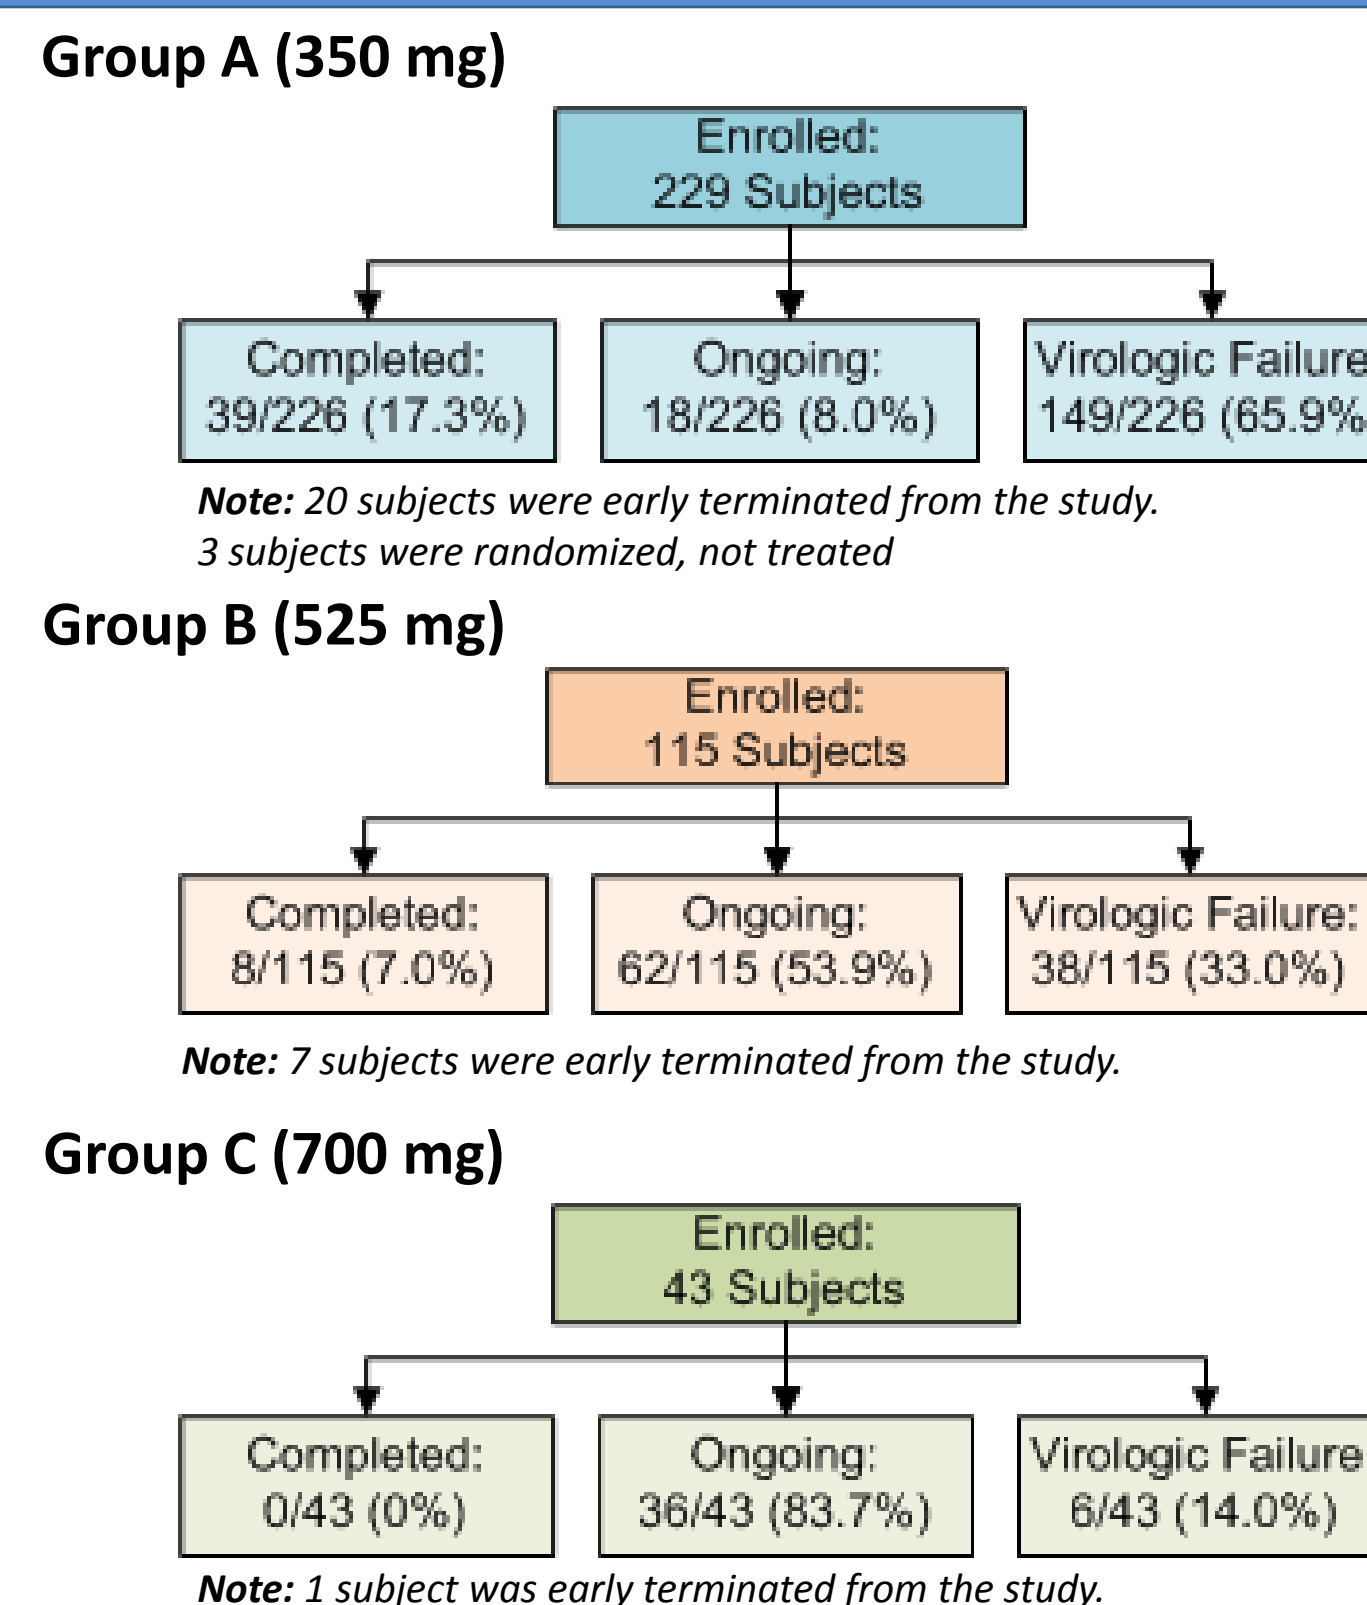 Group A (350 mg)
Enrolled:
229 Subjects
Completed:
39/226 (17.3%)
Ongoing:
18/226 (8.0%)
Virologic Failure
149/226 (65.9%
Note: 20 subjects were early terminated from the study.
3 subjects were randomized, not treated
Group B (525 mg)
Enrolled:
115 Subjects
Completed:
8/115 (7.0%)
Ongoing:
62/115 (53.9%)
Virologic Failure:
38/115 (33.0%)
Note: 7 subjects were early terminated from the study.
Group C (700 mg)
Enrolled:
43 Subjects
Completed:
0/43 (0%)
Ongoing:
36/43 (83.7%)
Virologic Failure
6/43 (14.0%)
Note: 1 subject was early terminated from the study.